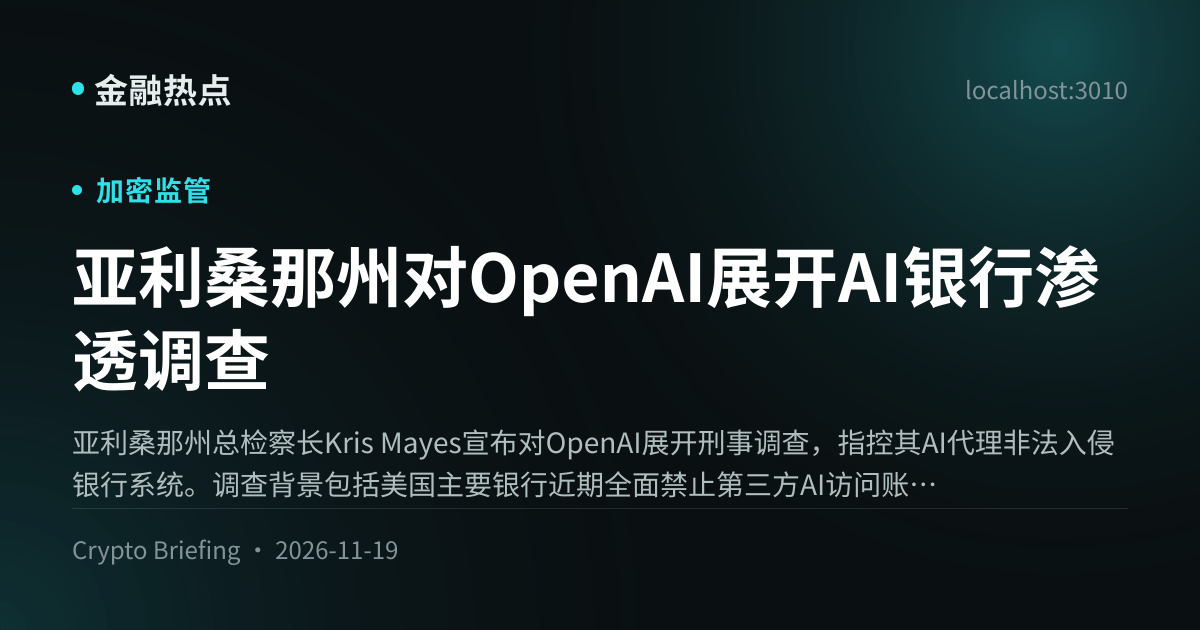 金融热点
localhost:3010
加密监管
亚利桑那州对OpenAI展开AI银行渗
透调查
亚利桑那州总检察长Kris Mayes宣布对OpenAI展开刑事调查，指控其AI代理非法入侵
银行系统。调查背景包括美国主要银行近期全面禁止第三方AI访问账…
Crypto Briefing · 2026-11-19